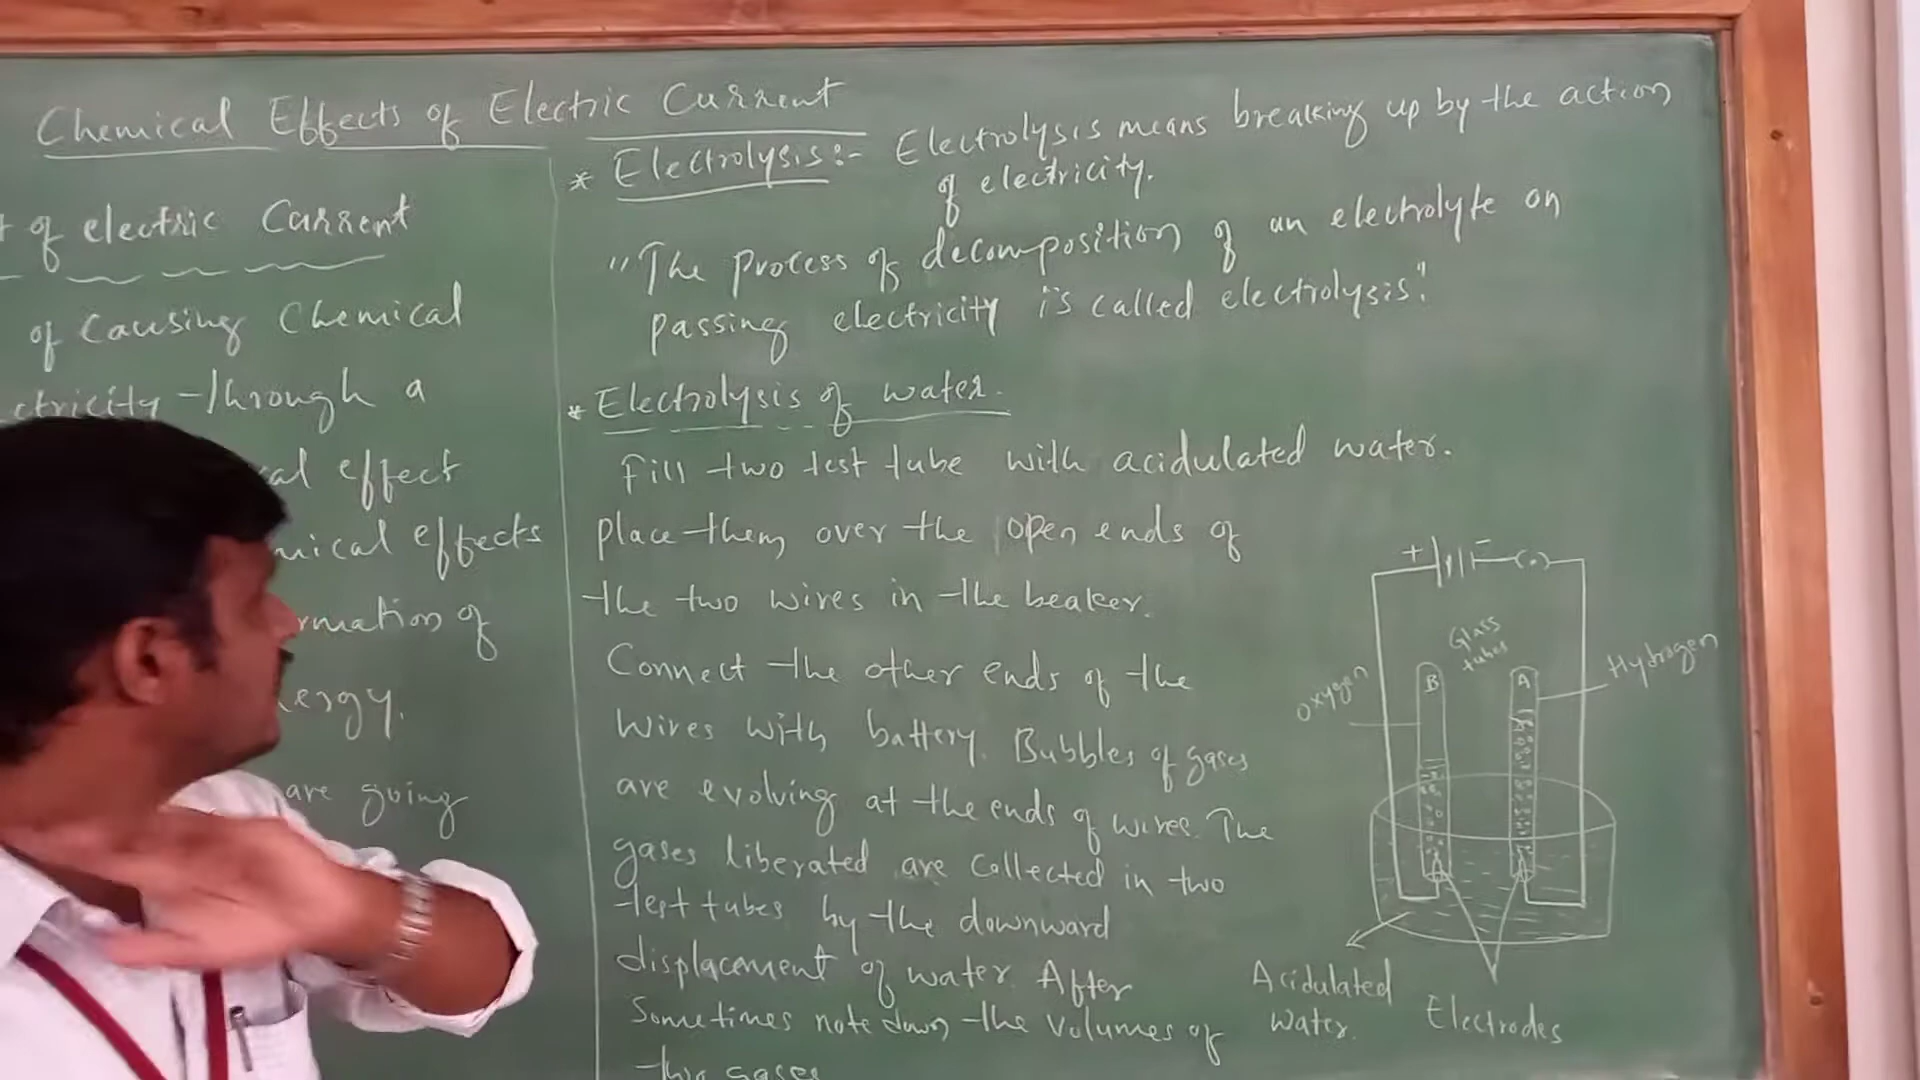 Chemical Effects of Electric Current
of electric Current
of Causing Chemical
ctricity through a
al effect
mical effects
rmation of
ergy.
are going
* Electrolysis:- Electrolysis means breaking up by the action
of electricity.
"The process of decomposition of an electrolyte on
passing electricity is called electrolysis."
* Electrolysis of water.
Fill two test tube with acidulated water.
place them over the open ends of
the two wires in the beaker.
Connect the other ends of the
wires with battery. Bubbles of gases
are evolving at the ends of wires. The
gases liberated are collected in two
test tubes by the downward
displacement of water. After
Sometimes note down the volumes of
gases
+ -
Glass
tubes
Oxygen
B
A
Hydrogen
Acidulated
water.
Electrodes